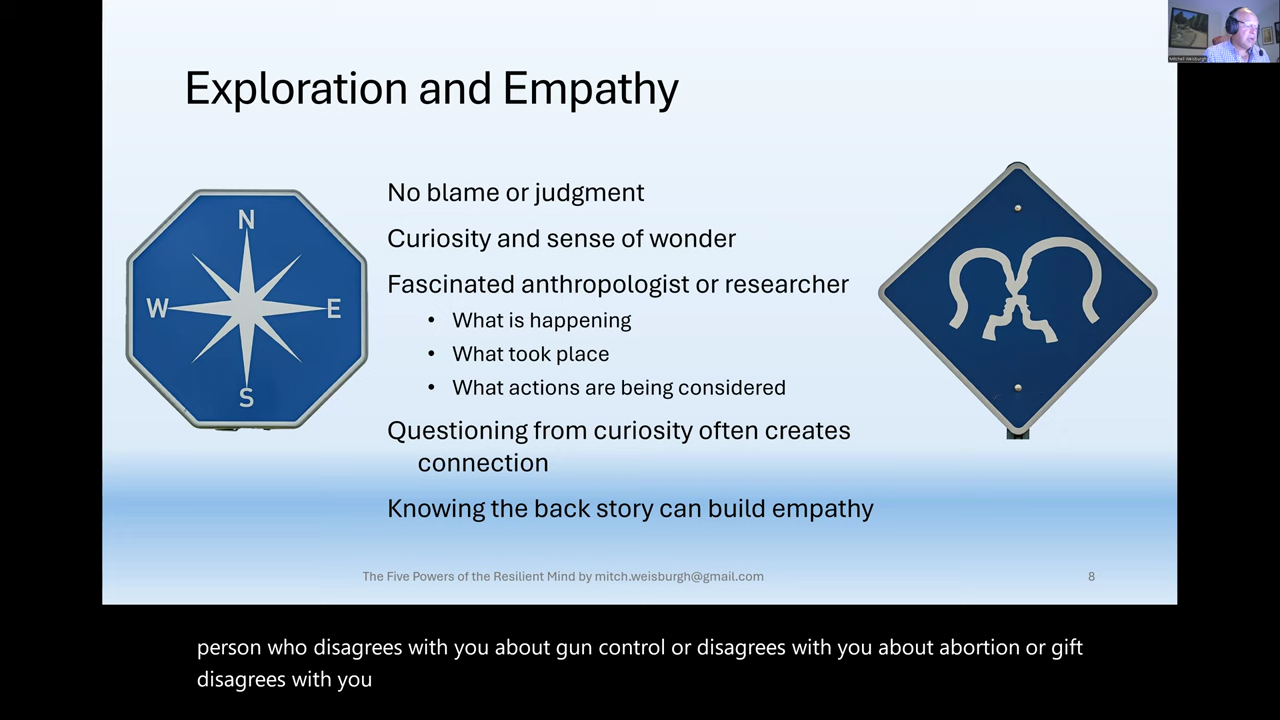 Exploration and Empathy
No blame or judgment
Curiosity and sense of wonder
Fascinated anthropologist or researcher
• What is happening
• What took place
• What actions are being considered
Questioning from curiosity often creates
connection
Knowing the back story can build empathy
N
W
E
S
The Five Powers of the Resilient Mind by mitch.weisburgh@gmail.com
8
Mitchell Weisburgh
person who disagrees with you about gun control or disagrees with you about abortion or gift
disagrees with you